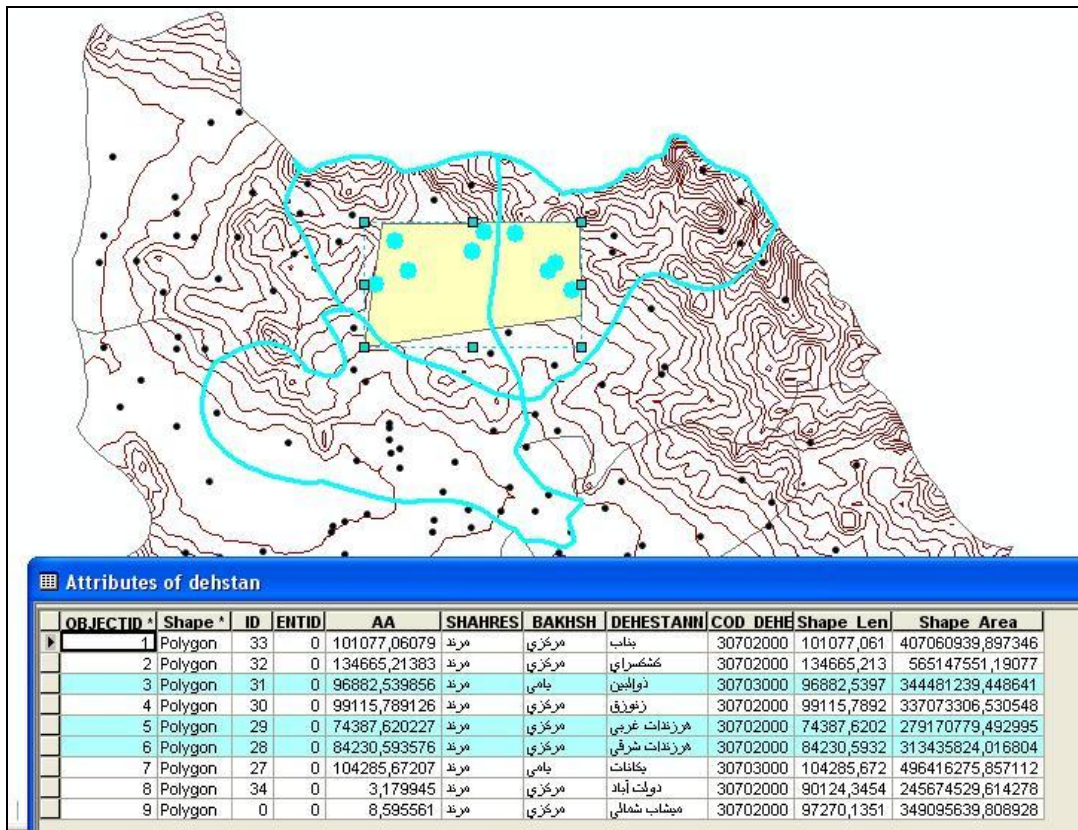 Attributes of dehstan
OBJECTID * Shape * ID ENTID AA SHAHRES BAKHSH DEHESTANN COD DEHE Shape Len Shape Area
1 Polygon 33 0 101077,06079 مرند مرکزي بناب 30702000 101077,061 407060939,897346
2 Polygon 32 0 134665,21383 مرند مرکزي کشکسراي 30702000 134665,213 565147551,19077
3 Polygon 31 0 96882,539856 مرند يامی ذوالبين 30703000 96882,5397 344481239,448641
4 Polygon 30 0 99115,789126 مرند مرکزي زنوزق 30702000 99115,7892 337073306,530548
5 Polygon 29 0 74387,620227 مرند مرکزي هرزندات غربی 30702000 74387,6202 279170779,492995
6 Polygon 28 0 84230,593576 مرند مرکزي هرزندات شرقی 30702000 84230,5932 313435824,016804
7 Polygon 27 0 104285,67207 مرند يامی يکانات 30703000 104285,672 496416275,857112
8 Polygon 34 0 3,179945 مرند مرکزي دولت آباد 30702000 90124,3454 245674529,614278
9 Polygon 0 0 8,595561 مرند مرکزي ميشاب شمالی 30702000 97270,1351 349095639,808928